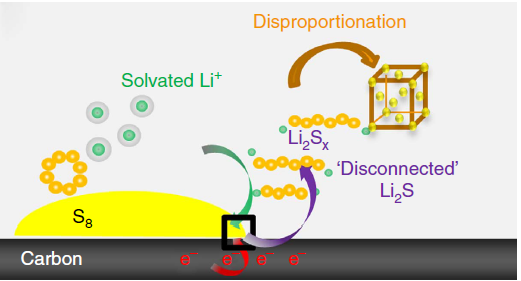 Disproportionation
Solvated Li⁺
Li₂Sₓ
'Disconnected'
Li₂S
S₈
Carbon
e e e e